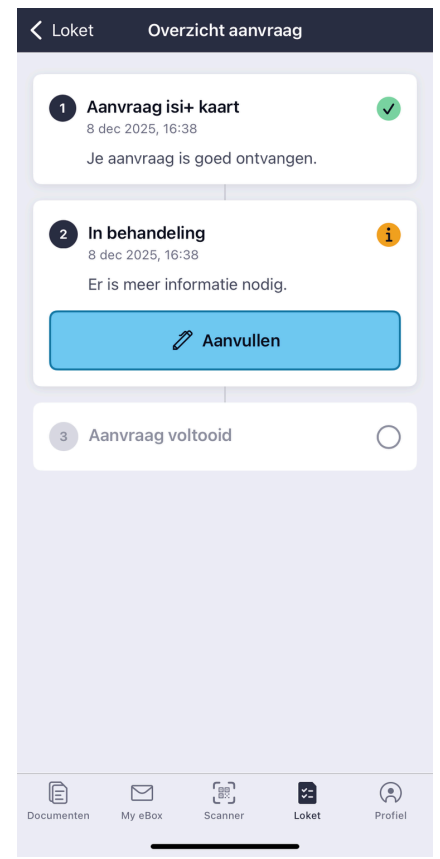 Loket
Overzicht aanvraag
1
Aanvraag isi+ kaart
8 dec 2025, 16:38
Je aanvraag is goed ontvangen.
2
In behandeling
8 dec 2025, 16:38
i
Er is meer informatie nodig.
Aanvullen
3
Aanvraag voltooid
Documenten
My eBox
Scanner
Loket
Profiel